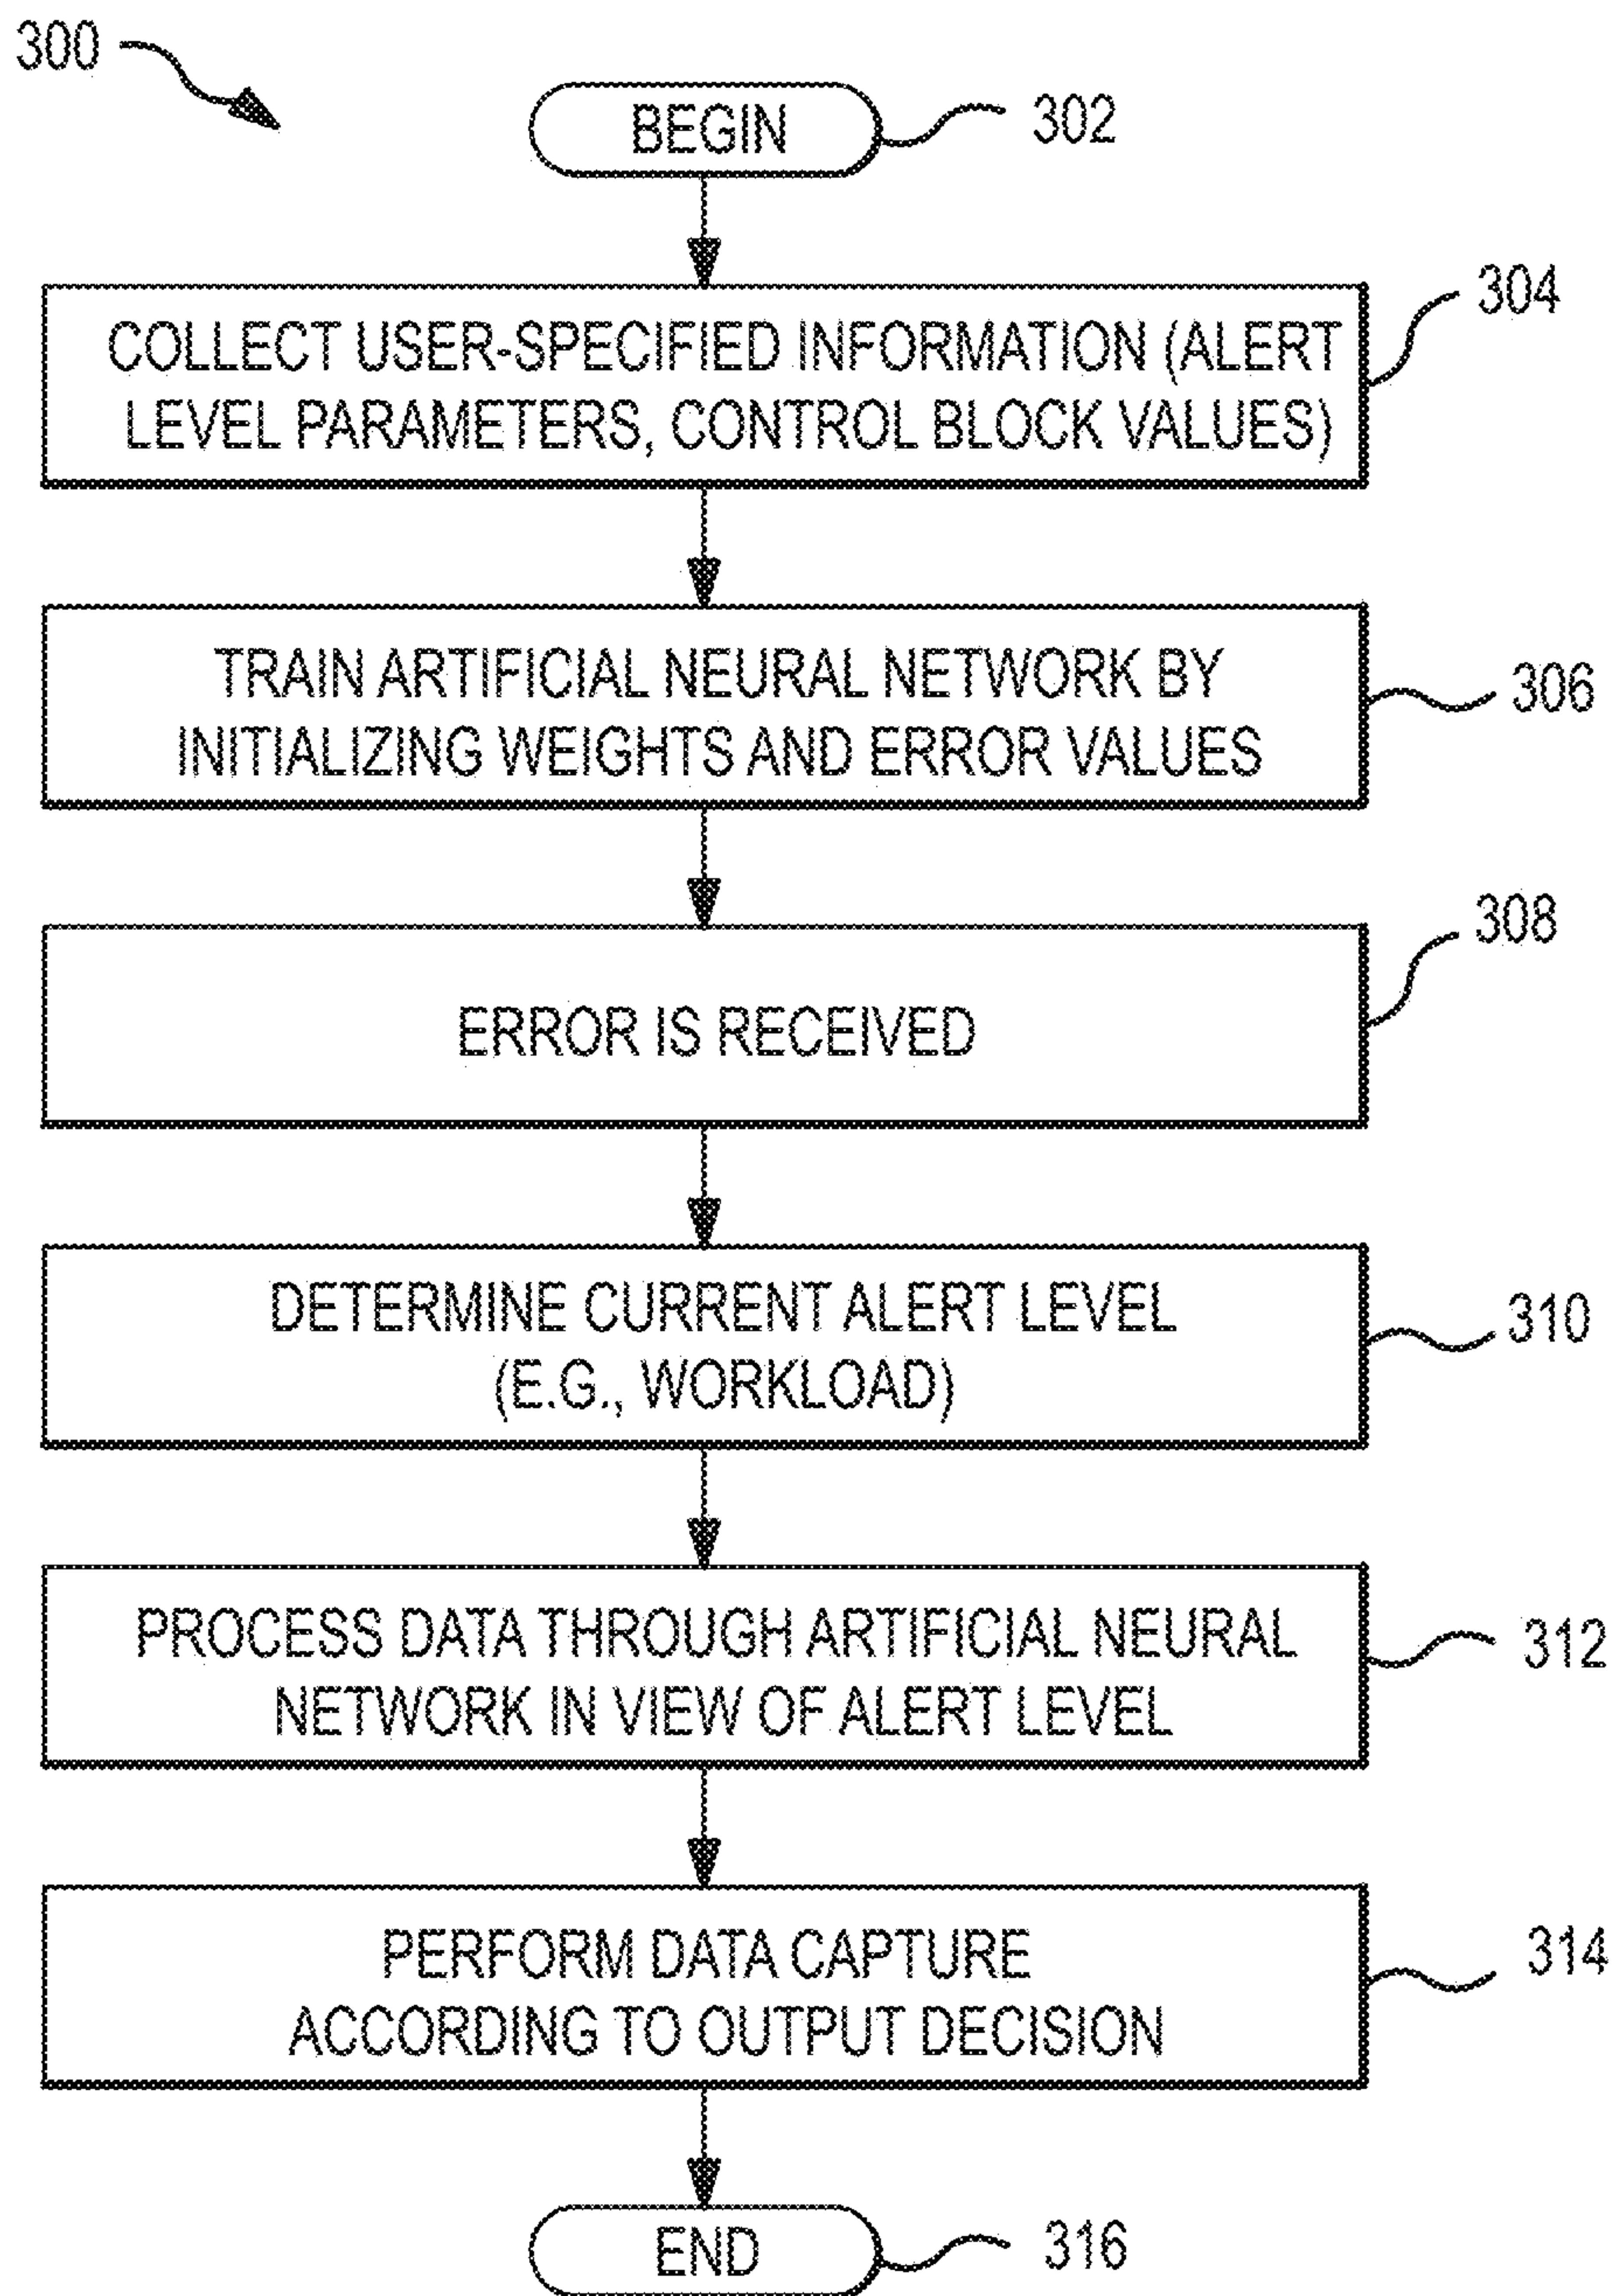 300
BEGIN
302
COLLECT USER-SPECIFIED INFORMATION (ALERT
LEVEL PARAMETERS, CONTROL BLOCK VALUES)
304
TRAIN ARTIFICIAL NEURAL NETWORK BY
INITIALIZING WEIGHTS AND ERROR VALUES
306
ERROR IS RECEIVED
308
DETERMINE CURRENT ALERT LEVEL
(E.G., WORKLOAD)
310
PROCESS DATA THROUGH ARTIFICIAL NEURAL
NETWORK IN VIEW OF ALERT LEVEL
312
PERFORM DATA CAPTURE
ACCORDING TO OUTPUT DECISION
314
END
316